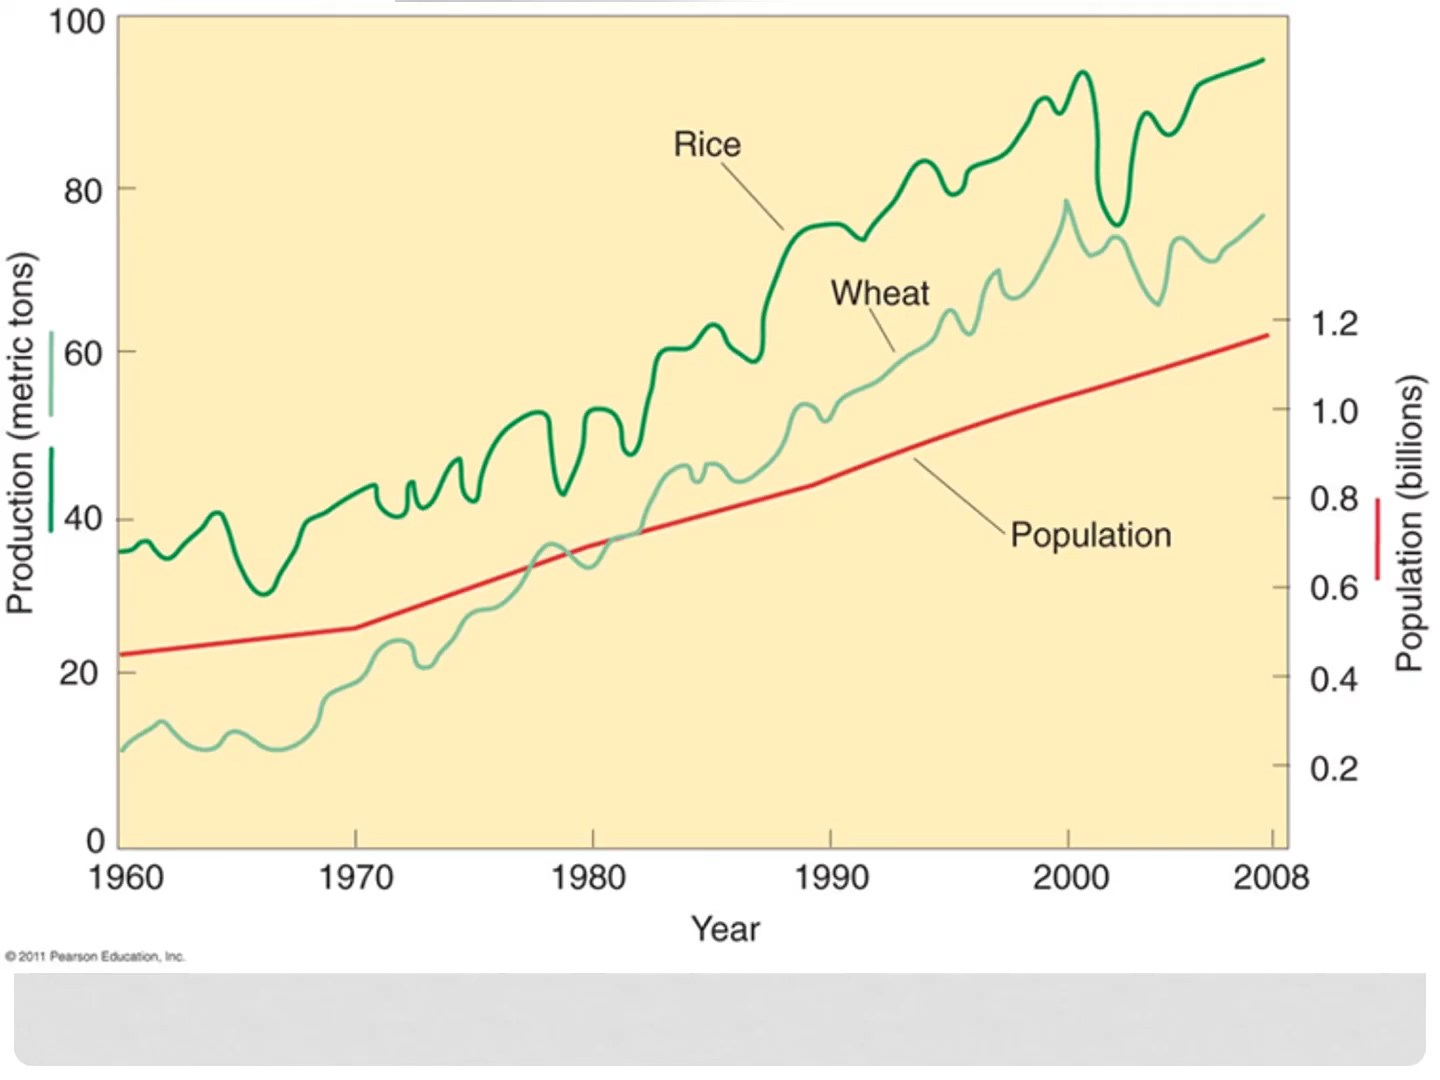 100
80
60
40
20
0
Production (metric tons)
Rice
Wheat
Population
1.2
1.0
0.8
0.6
0.4
0.2
Population (billions)
1960 1970 1980 1990 2000 2008
Year
© 2011 Pearson Education, Inc.